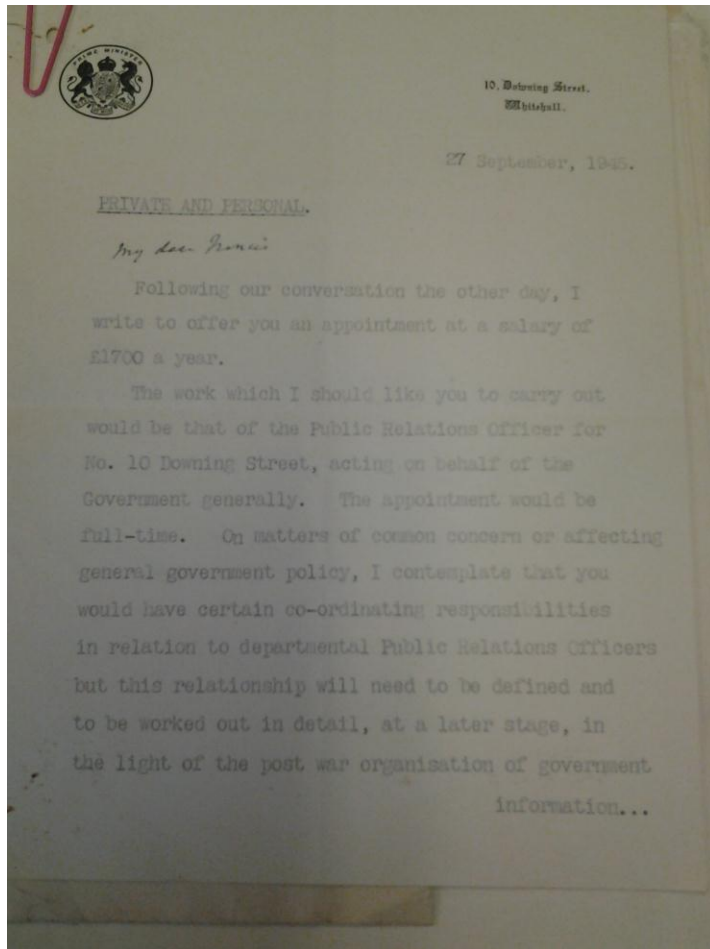 PRIME MINISTER
10, Downing Street,
Whitehall.
27 September, 1945.
PRIVATE AND PERSONAL.
My dear Francis
Following our conversation the other day, I
write to offer you an appointment at a salary of
£1700 a year.
The work which I should like you to carry out
would be that of the Public Relations Officer for
No. 10 Downing Street, acting on behalf of the
Government generally. The appointment would be
full-time. On matters of common concern or affecting
general government policy, I contemplate that you
would have certain co-ordinating responsibilities
in relation to departmental Public Relations Officers
but this relationship will need to be defined and
to be worked out in detail, at a later stage, in
the light of the post war organisation of government
information...